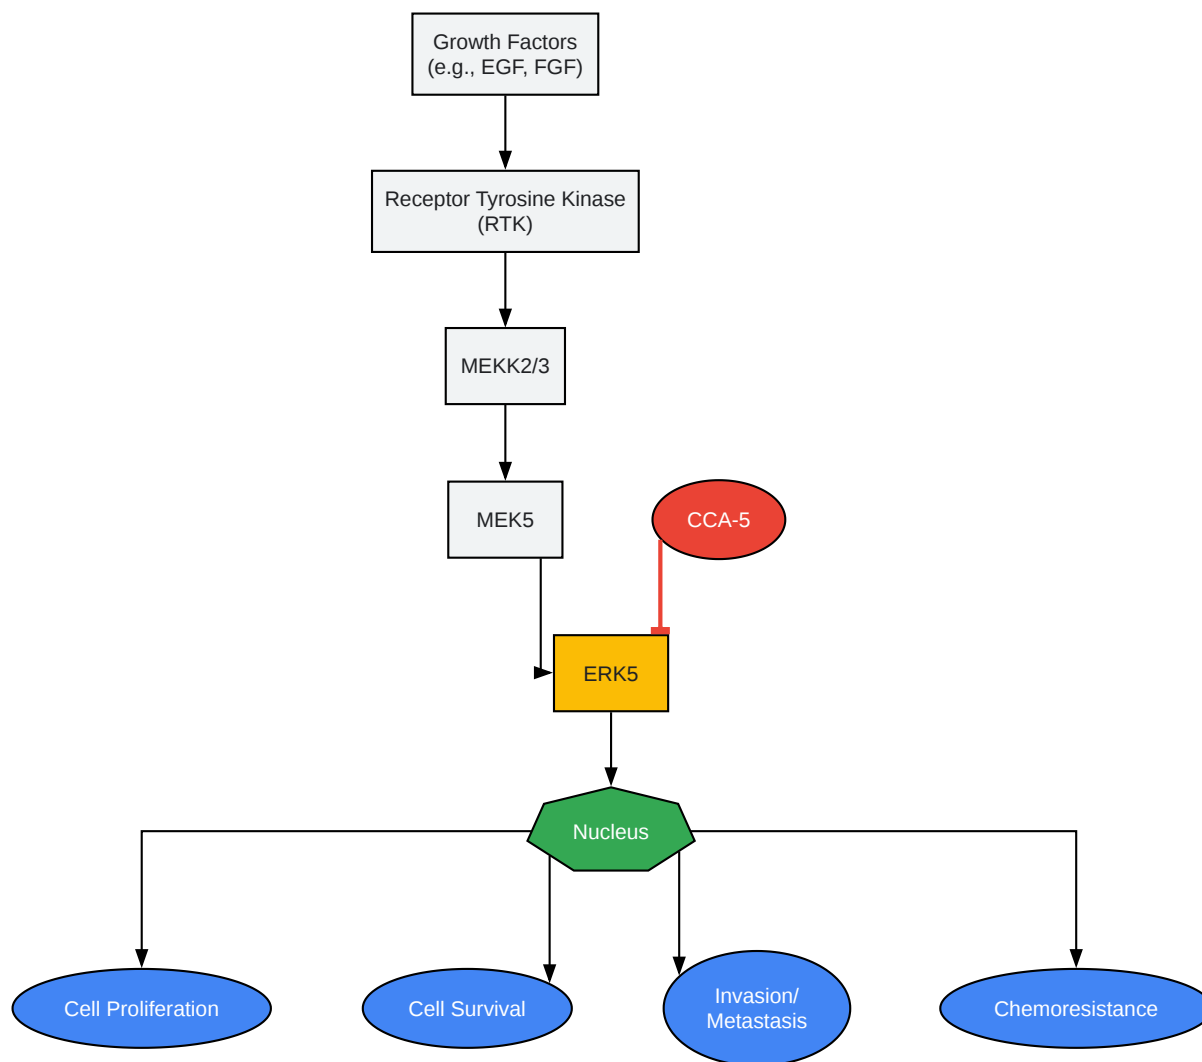 Growth Factors
(e.g., EGF, FGF)
Receptor Tyrosine Kinase
(RTK)
MEKK2/3
MEK5
CCA-5
ERK5
Nucleus
Cell Proliferation
Cell Survival
Invasion/
Metastasis
Chemoresistance